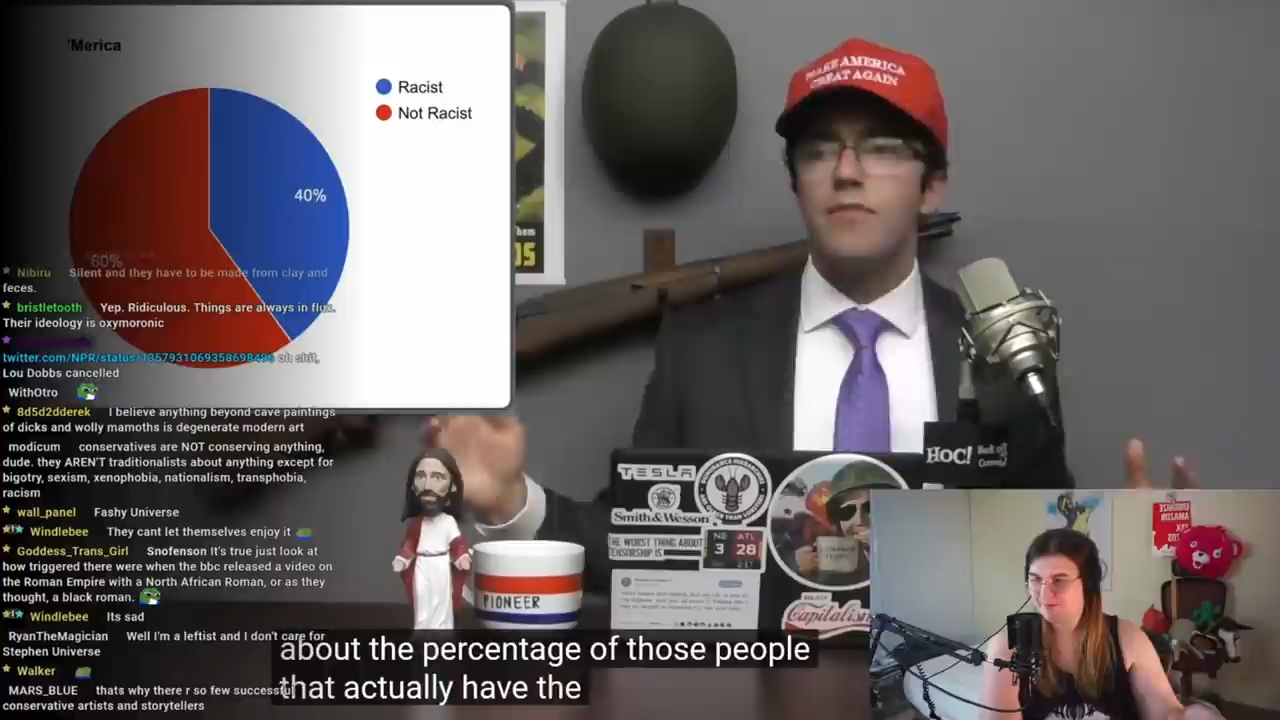 'Merica
Racist
Not Racist
40%
60%
MAKE AMERICA
GREAT AGAIN
Nibiru Silent and they have to be made from clay and
feces.
bristletooth Yep. Ridiculous. Things are always in flux.
Their ideology is oxymoronic
oh shit,
Lou Dobbs cancelled
WithOtro
8d5d2dderek I believe anything beyond cave paintings
of dicks and wolly mammoths is degenerate modern art
modicum conservatives are NOT conserving anything,
dude. they AREN'T traditionalists about anything except for
bigotry, sexism, xenophobia, nationalism, transphobia,
racism
wall_panel Fashy Universe
Windlebee They cant let themselves enjoy it
Goddess_Trans_Girl Snofenson It's true just look at
how triggered there were when the bbc released a video on
the Roman Empire with a North African Roman, or as they
thought, a black roman.
Windlebee Its sad
RyanTheMagician Well I'm a leftist and I don't care for
Stephen Universe
Walker
MARS_BLUE thats why there r so few successful
conservative artists and storytellers
PIONEER
TESLA
Smith&Wesson
THE WORST THING ABOUT
CENSORSHIP IS
NE ATL
3 28
2:17
HOC!
Capitalism
about the percentage of those people
that actually have the